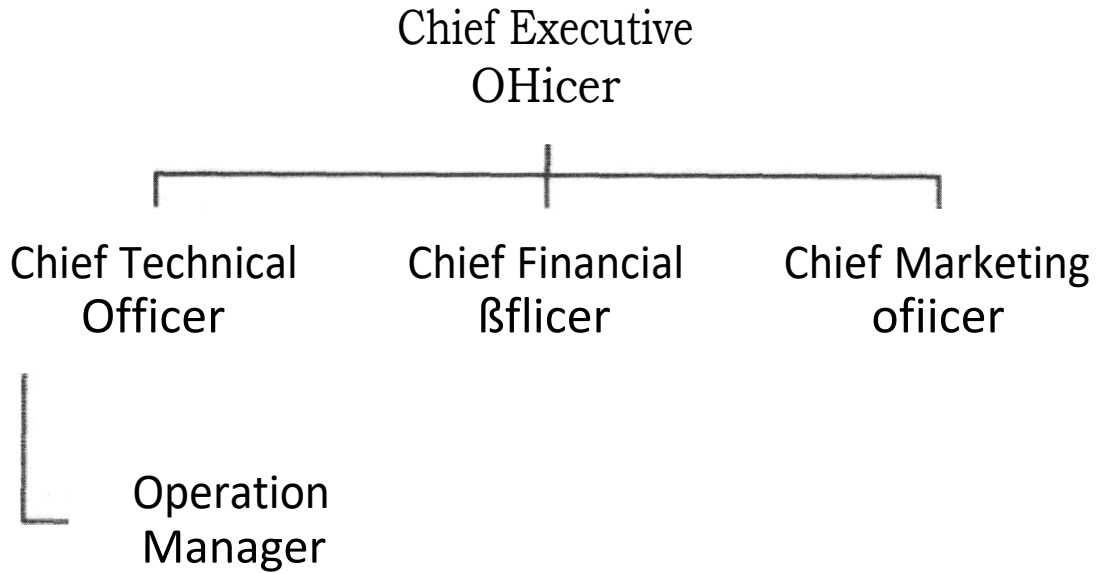 Chief Executive
OHicer
Chief Technical
Officer
Chief Financial
ßflicer
Chief Marketing
ofiicer
Operation
Manager